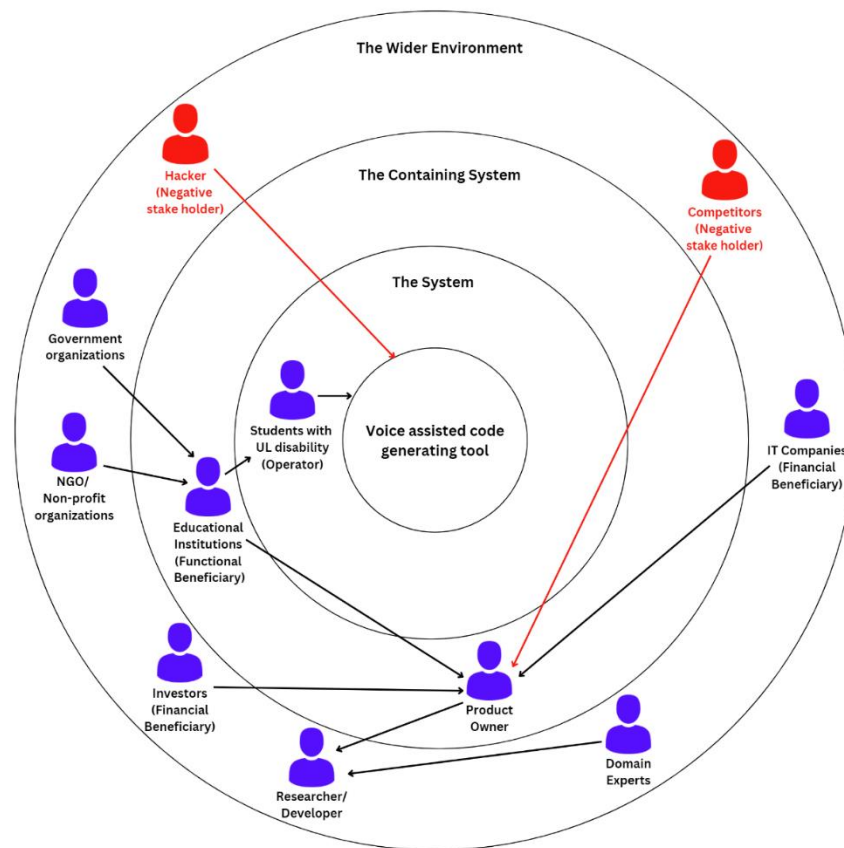 The Wider Environment
Hacker
(Negative
stake holder)
The Containing System
Competitors
(Negative
stake holder)
The System
Government
organizations
Students with
UL disability
(Operator)
Voice assisted code
generating tool
IT Companies
(Financial
Beneficiary)
NGO/
Non-profit
organizations
Educational
Institutions
(Functional
Beneficiary)
Investors
(Financial
Beneficiary)
Product
Owner
Domain
Experts
Researcher/
Developer